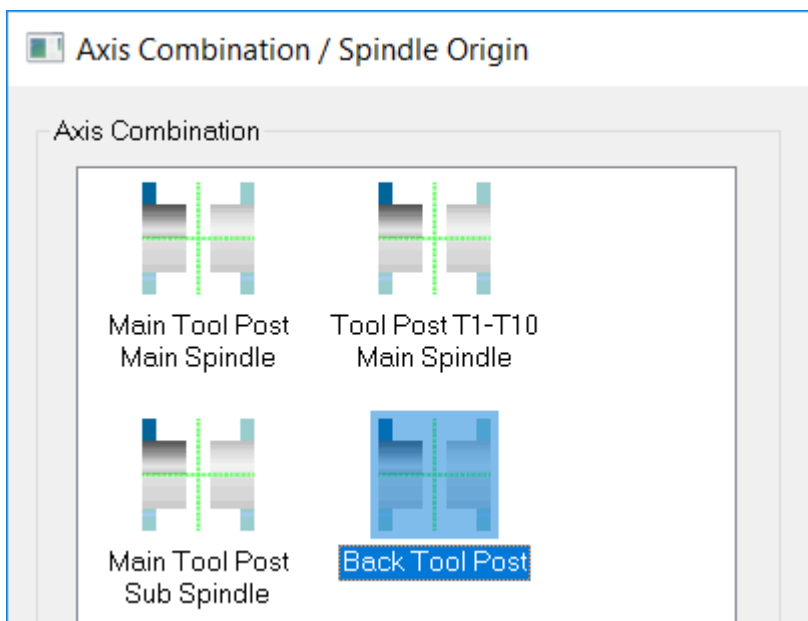 Axis Combination / Spindle Origin
Axis Combination
Main Tool Post
Main Spindle
Tool Post T1-T10
Main Spindle
Main Tool Post
Sub Spindle
Back Tool Post